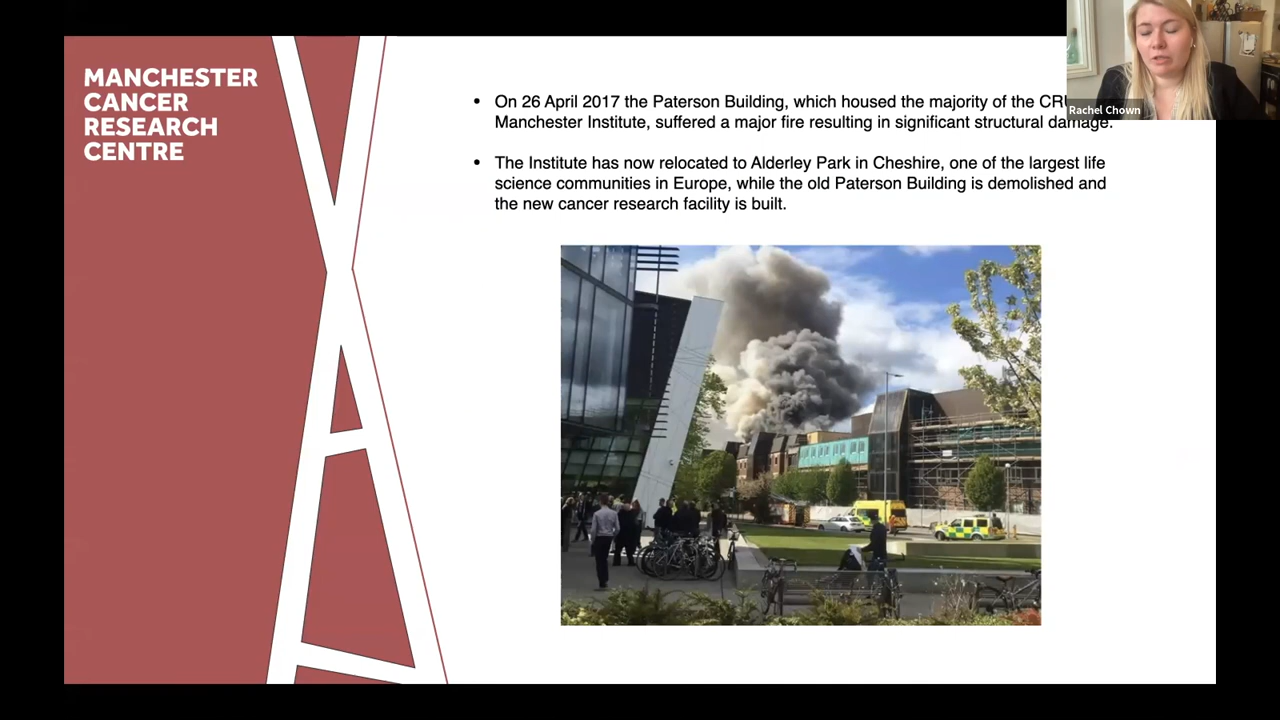 MANCHESTER
CANCER
RESEARCH
CENTRE
• On 26 April 2017 the Paterson Building, which housed the majority of the
Manchester Institute, suffered a major fire resulting in significant structural damage.
• The Institute has now relocated to Alderley Park in Cheshire, one of the largest life
science communities in Europe, while the old Paterson Building is demolished and
the new cancer research facility is built.
Rachel Chown